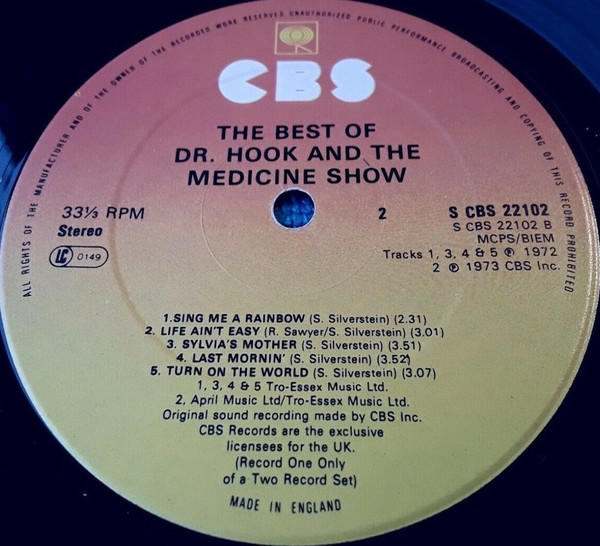 ALL RIGHTS OF THE MANUFACTURER AND OF THE OWNER OF THE RECORDED WORK RESERVED UNAUTHORIZED PUBLIC PERFORMANCE BROADCASTING AND COPYING OF THIS RECORD PROHIBITED
CBS
THE BEST OF
DR. HOOK AND THE
MEDICINE SHOW
33⅓ RPM
Stereo
LC 0149
2
S CBS 22102
S CBS 22102 B
MCPS/BIEM
Tracks 1, 3, 4 & 5 ℗ 1972
2 ℗ 1973 CBS Inc.
1.SING ME A RAINBOW (S. Silverstein) (2.31)
2. LIFE AIN'T EASY (R. Sawyer/S. Silverstein) (3.01)
3. SYLVIA'S MOTHER (S. Silverstein) (3.51)
4. LAST MORNIN' (S. Silverstein) (3.52)
5. TURN ON THE WORLD (S. Silverstein) (3.07)
1, 3, 4 & 5 Tro-Essex Music Ltd.
2, April Music Ltd/Tro-Essex Music Ltd.
Original sound recording made by CBS Inc.
CBS Records are the exclusive
licensees for the UK.
(Record One Only
of a Two Record Set)
MADE IN ENGLAND